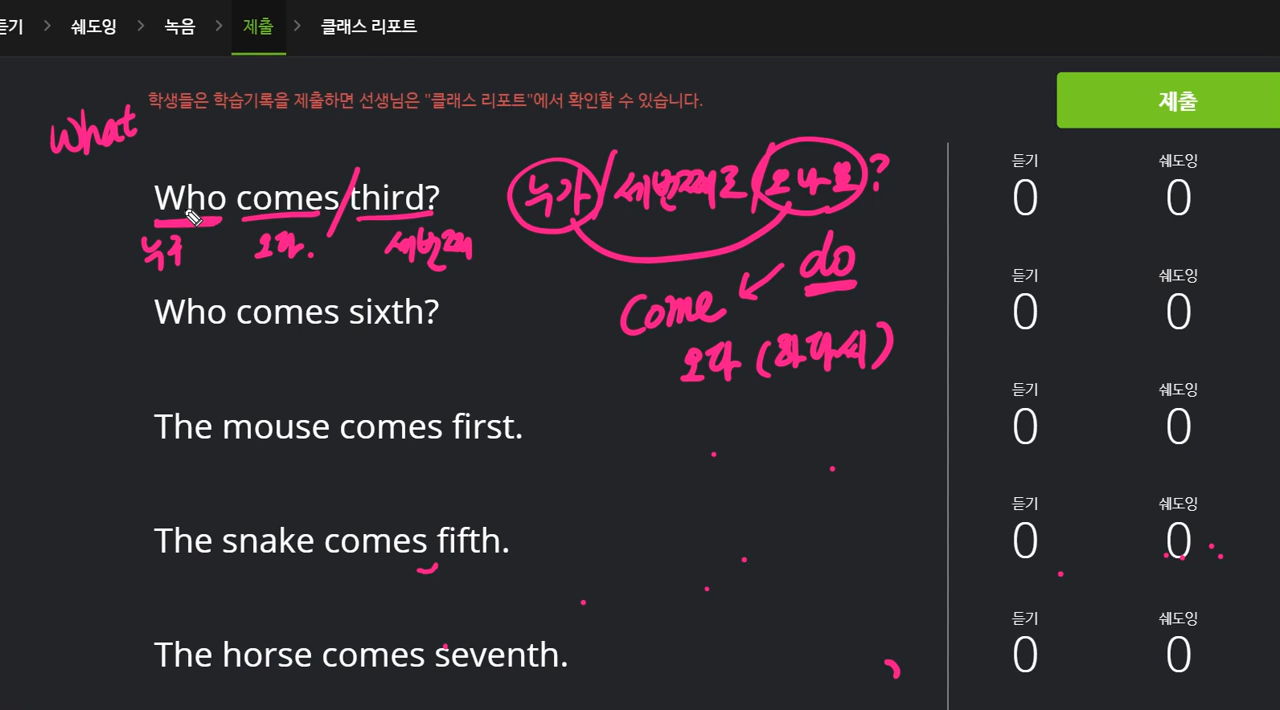 듣기 > 쉐도잉 > 녹음 > 제출 > 클래스 리포트
학생들은 학습기록을 제출하면 선생님은 "클래스 리포트"에서 확인할 수 있습니다.
제출
What
듣기 쉐도잉
Who comes third? 누가 / 세번째로 / 오나요? 0 0
누구 오다. 세번째
do
듣기 쉐도잉
Who comes sixth? come 0 0
오다 (하다씨)
듣기 쉐도잉
The mouse comes first. 0 0
듣기 쉐도잉
The snake comes fifth. 0 0
듣기 쉐도잉
The horse comes seventh. 0 0